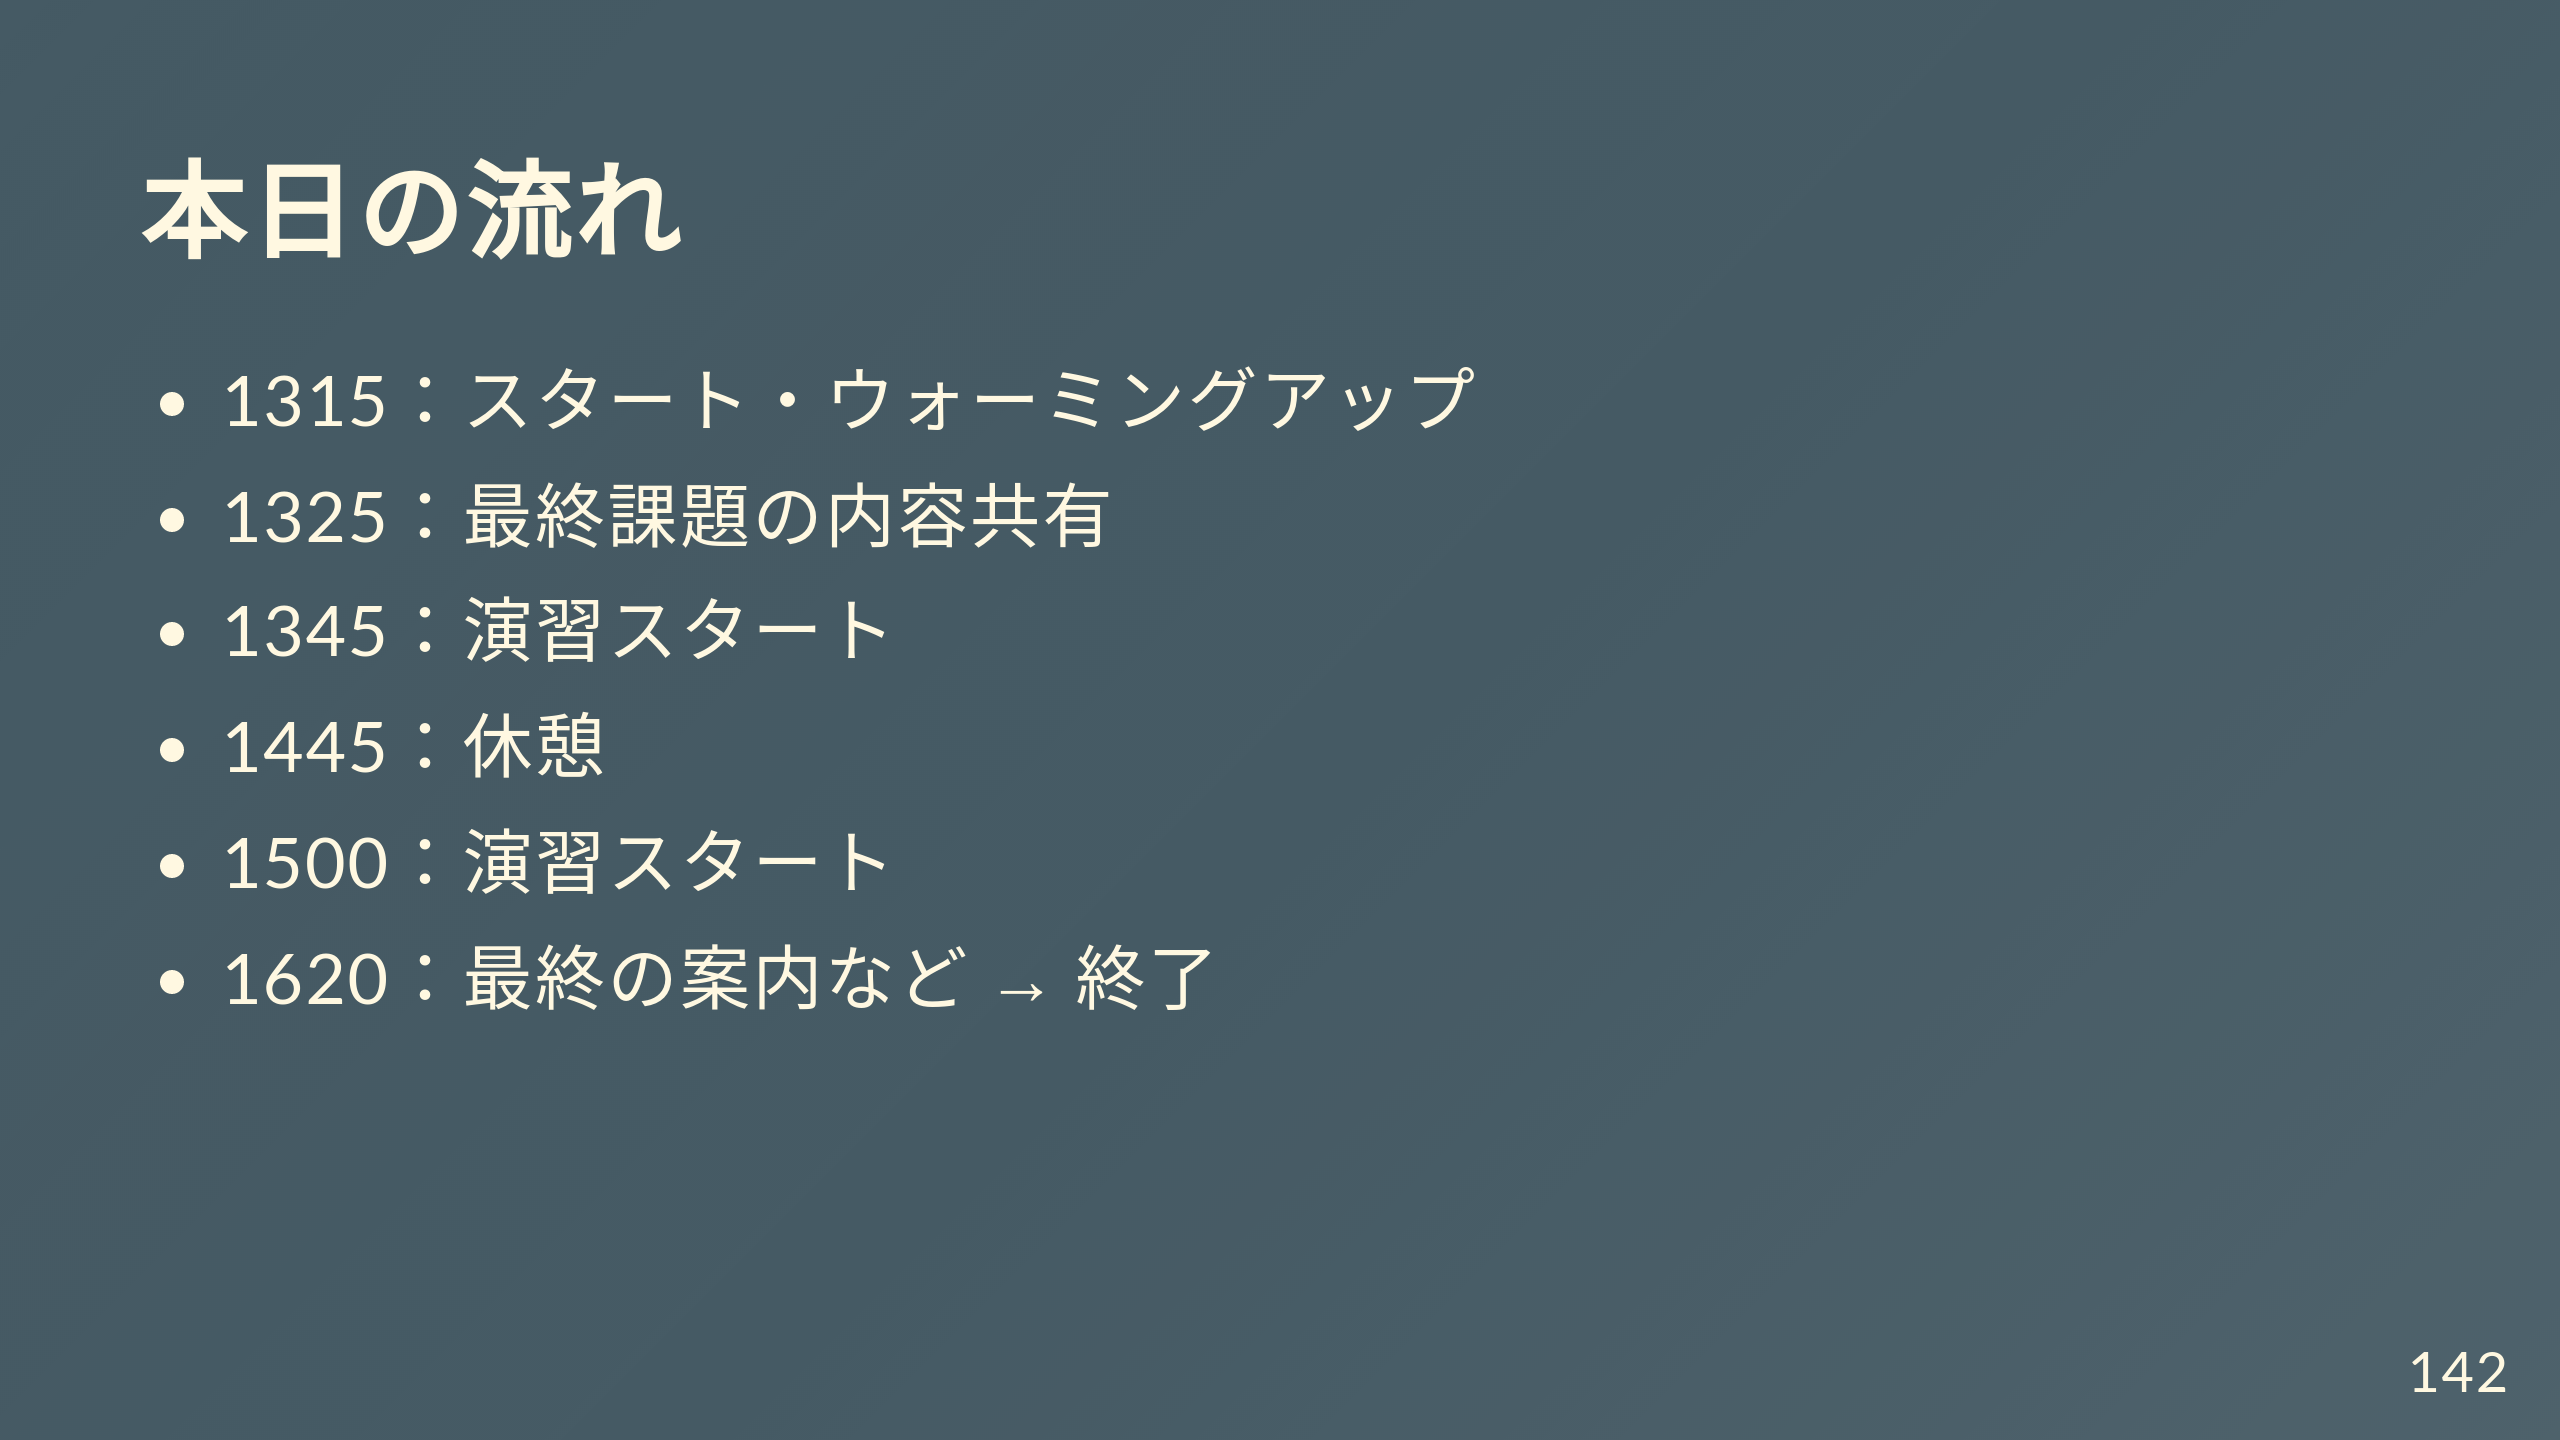 本日の流れ
• 1315：スタート・ウォーミングアップ
• 1325：最終課題の内容共有
• 1345：演習スタート
• 1445：休憩
• 1500：演習スタート
• 1620：最終の案内など → 終了
142